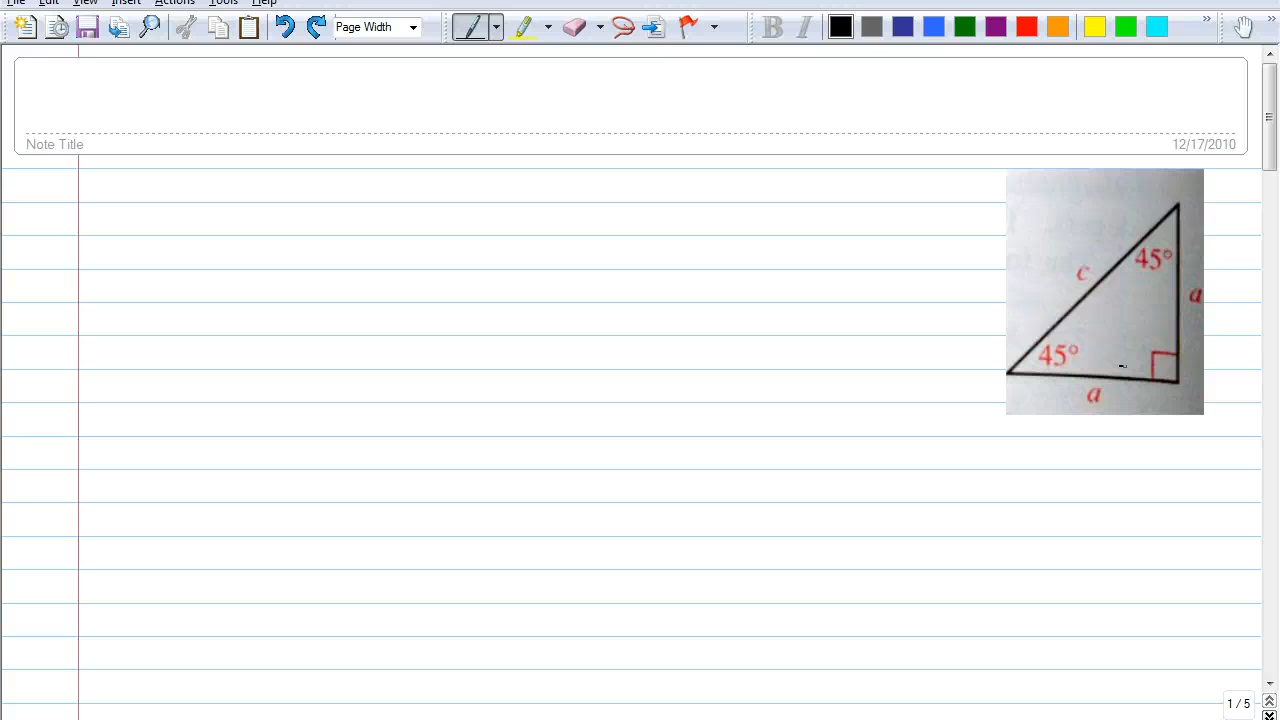 File Edit View Insert Actions Tools Help
Page Width B I
Note Title 12/17/2010
45°
c
a
45°
a
1 / 5